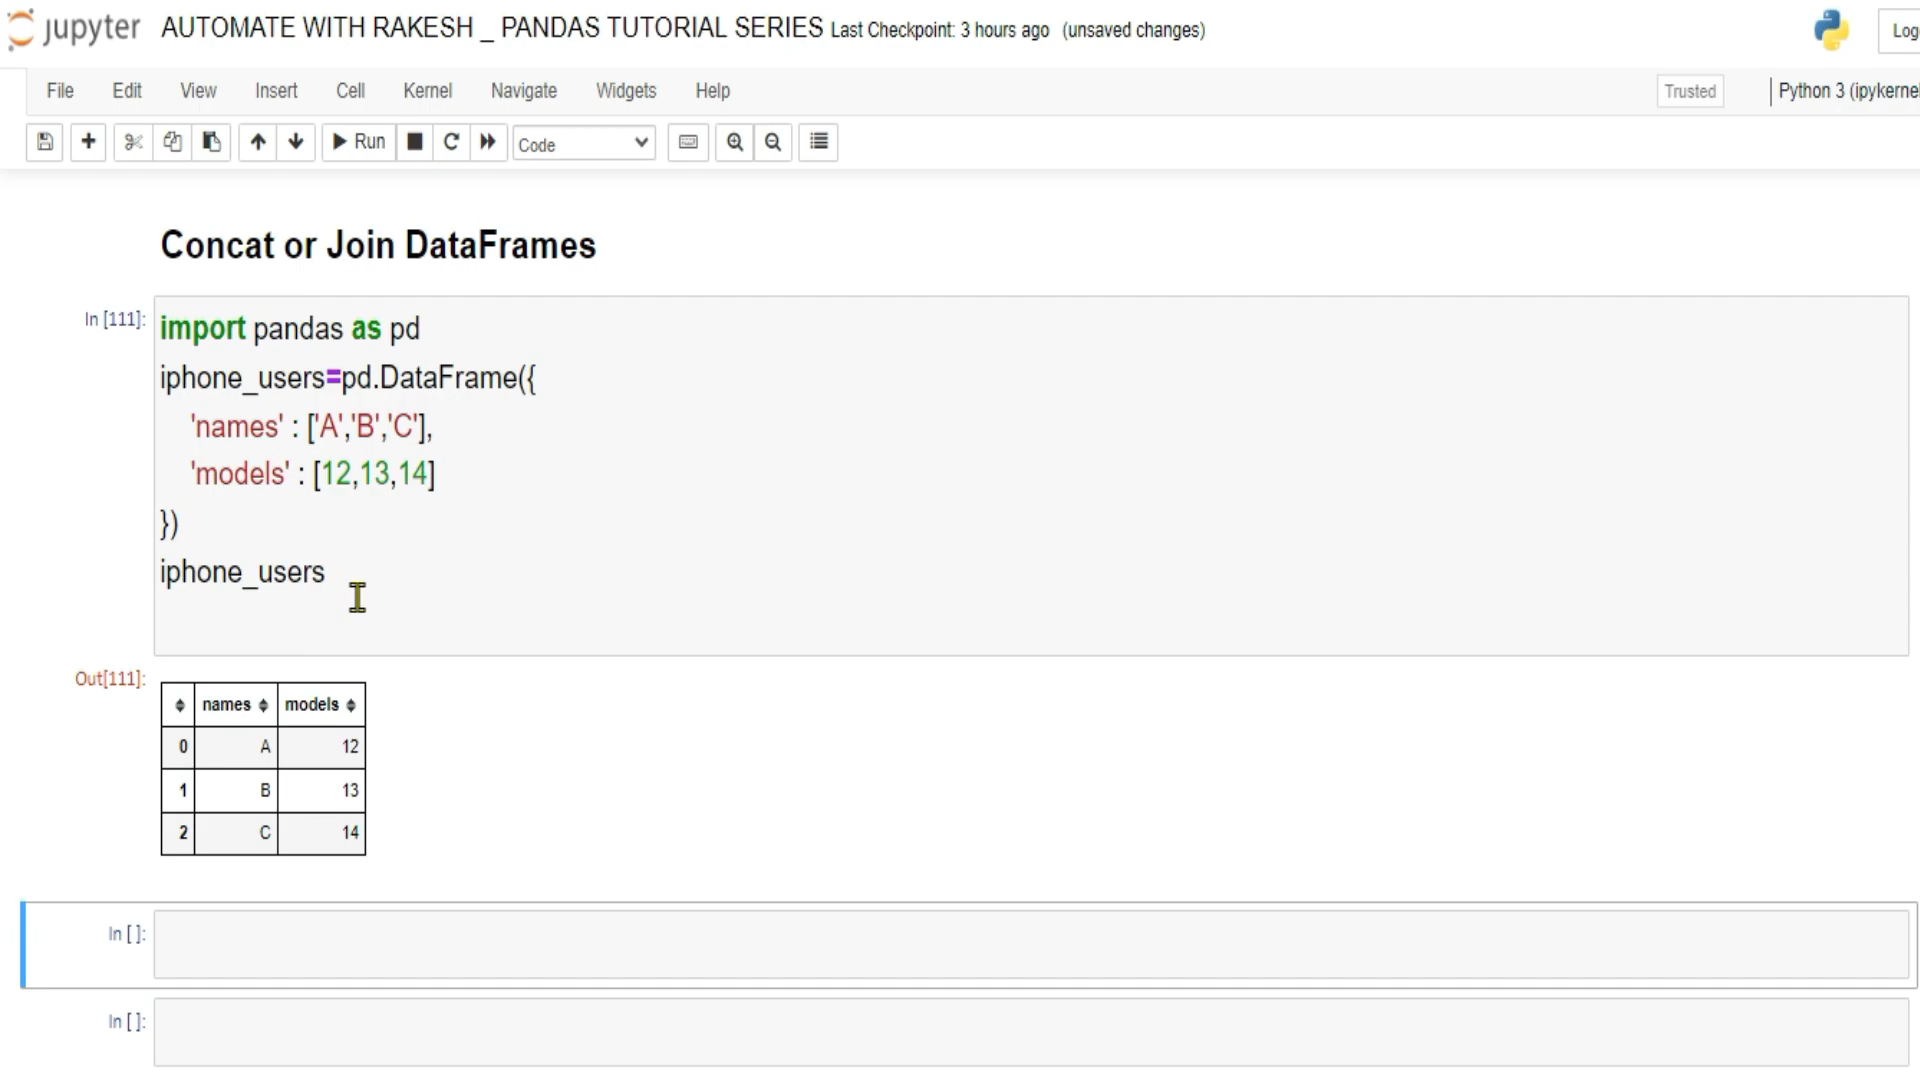 jupyter AUTOMATE WITH RAKESH _ PANDAS TUTORIAL SERIES Last Checkpoint: 3 hours ago (unsaved changes) Log
File Edit View Insert Cell Kernel Navigate Widgets Help Trusted Python 3 (ipykernel
Run Code
Concat or Join DataFrames
In [111]: import pandas as pd
iphone_users=pd.DataFrame({
'names' : ['A','B','C'],
'models' : [12,13,14]
})
iphone_users
Out[111]:
names models
0 A 12
1 B 13
2 C 14
In [ ]:
In [ ]: